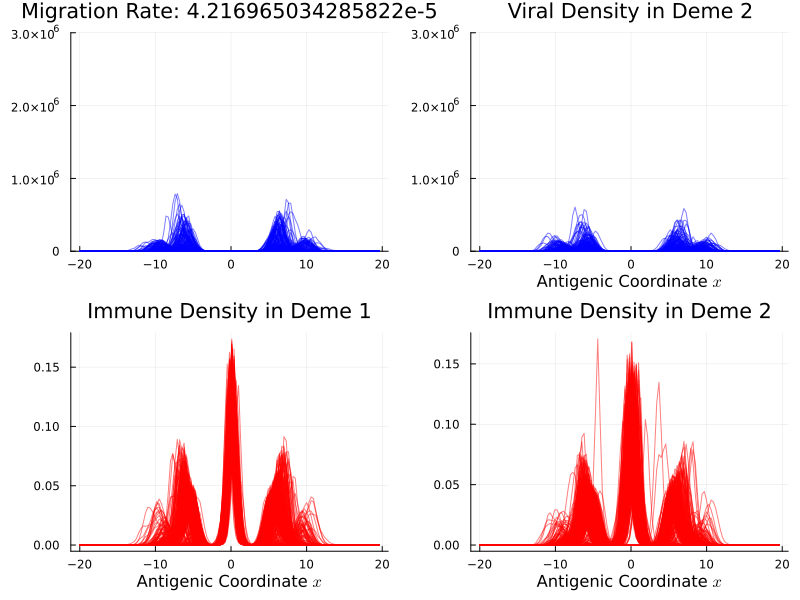 Migration Rate: 4.216965034285822e-5
Viral Density in Deme 2
3.0×10⁶
2.0×10⁶
1.0×10⁶
0
−20 −10 0 10 20
3.0×10⁶
2.0×10⁶
1.0×10⁶
0
−20 −10 0 10 20
Antigenic Coordinate x
Immune Density in Deme 1
0.15
0.10
0.05
0.00
−20 −10 0 10 20
Antigenic Coordinate x
Immune Density in Deme 2
0.15
0.10
0.05
0.00
−20 −10 0 10 20
Antigenic Coordinate x